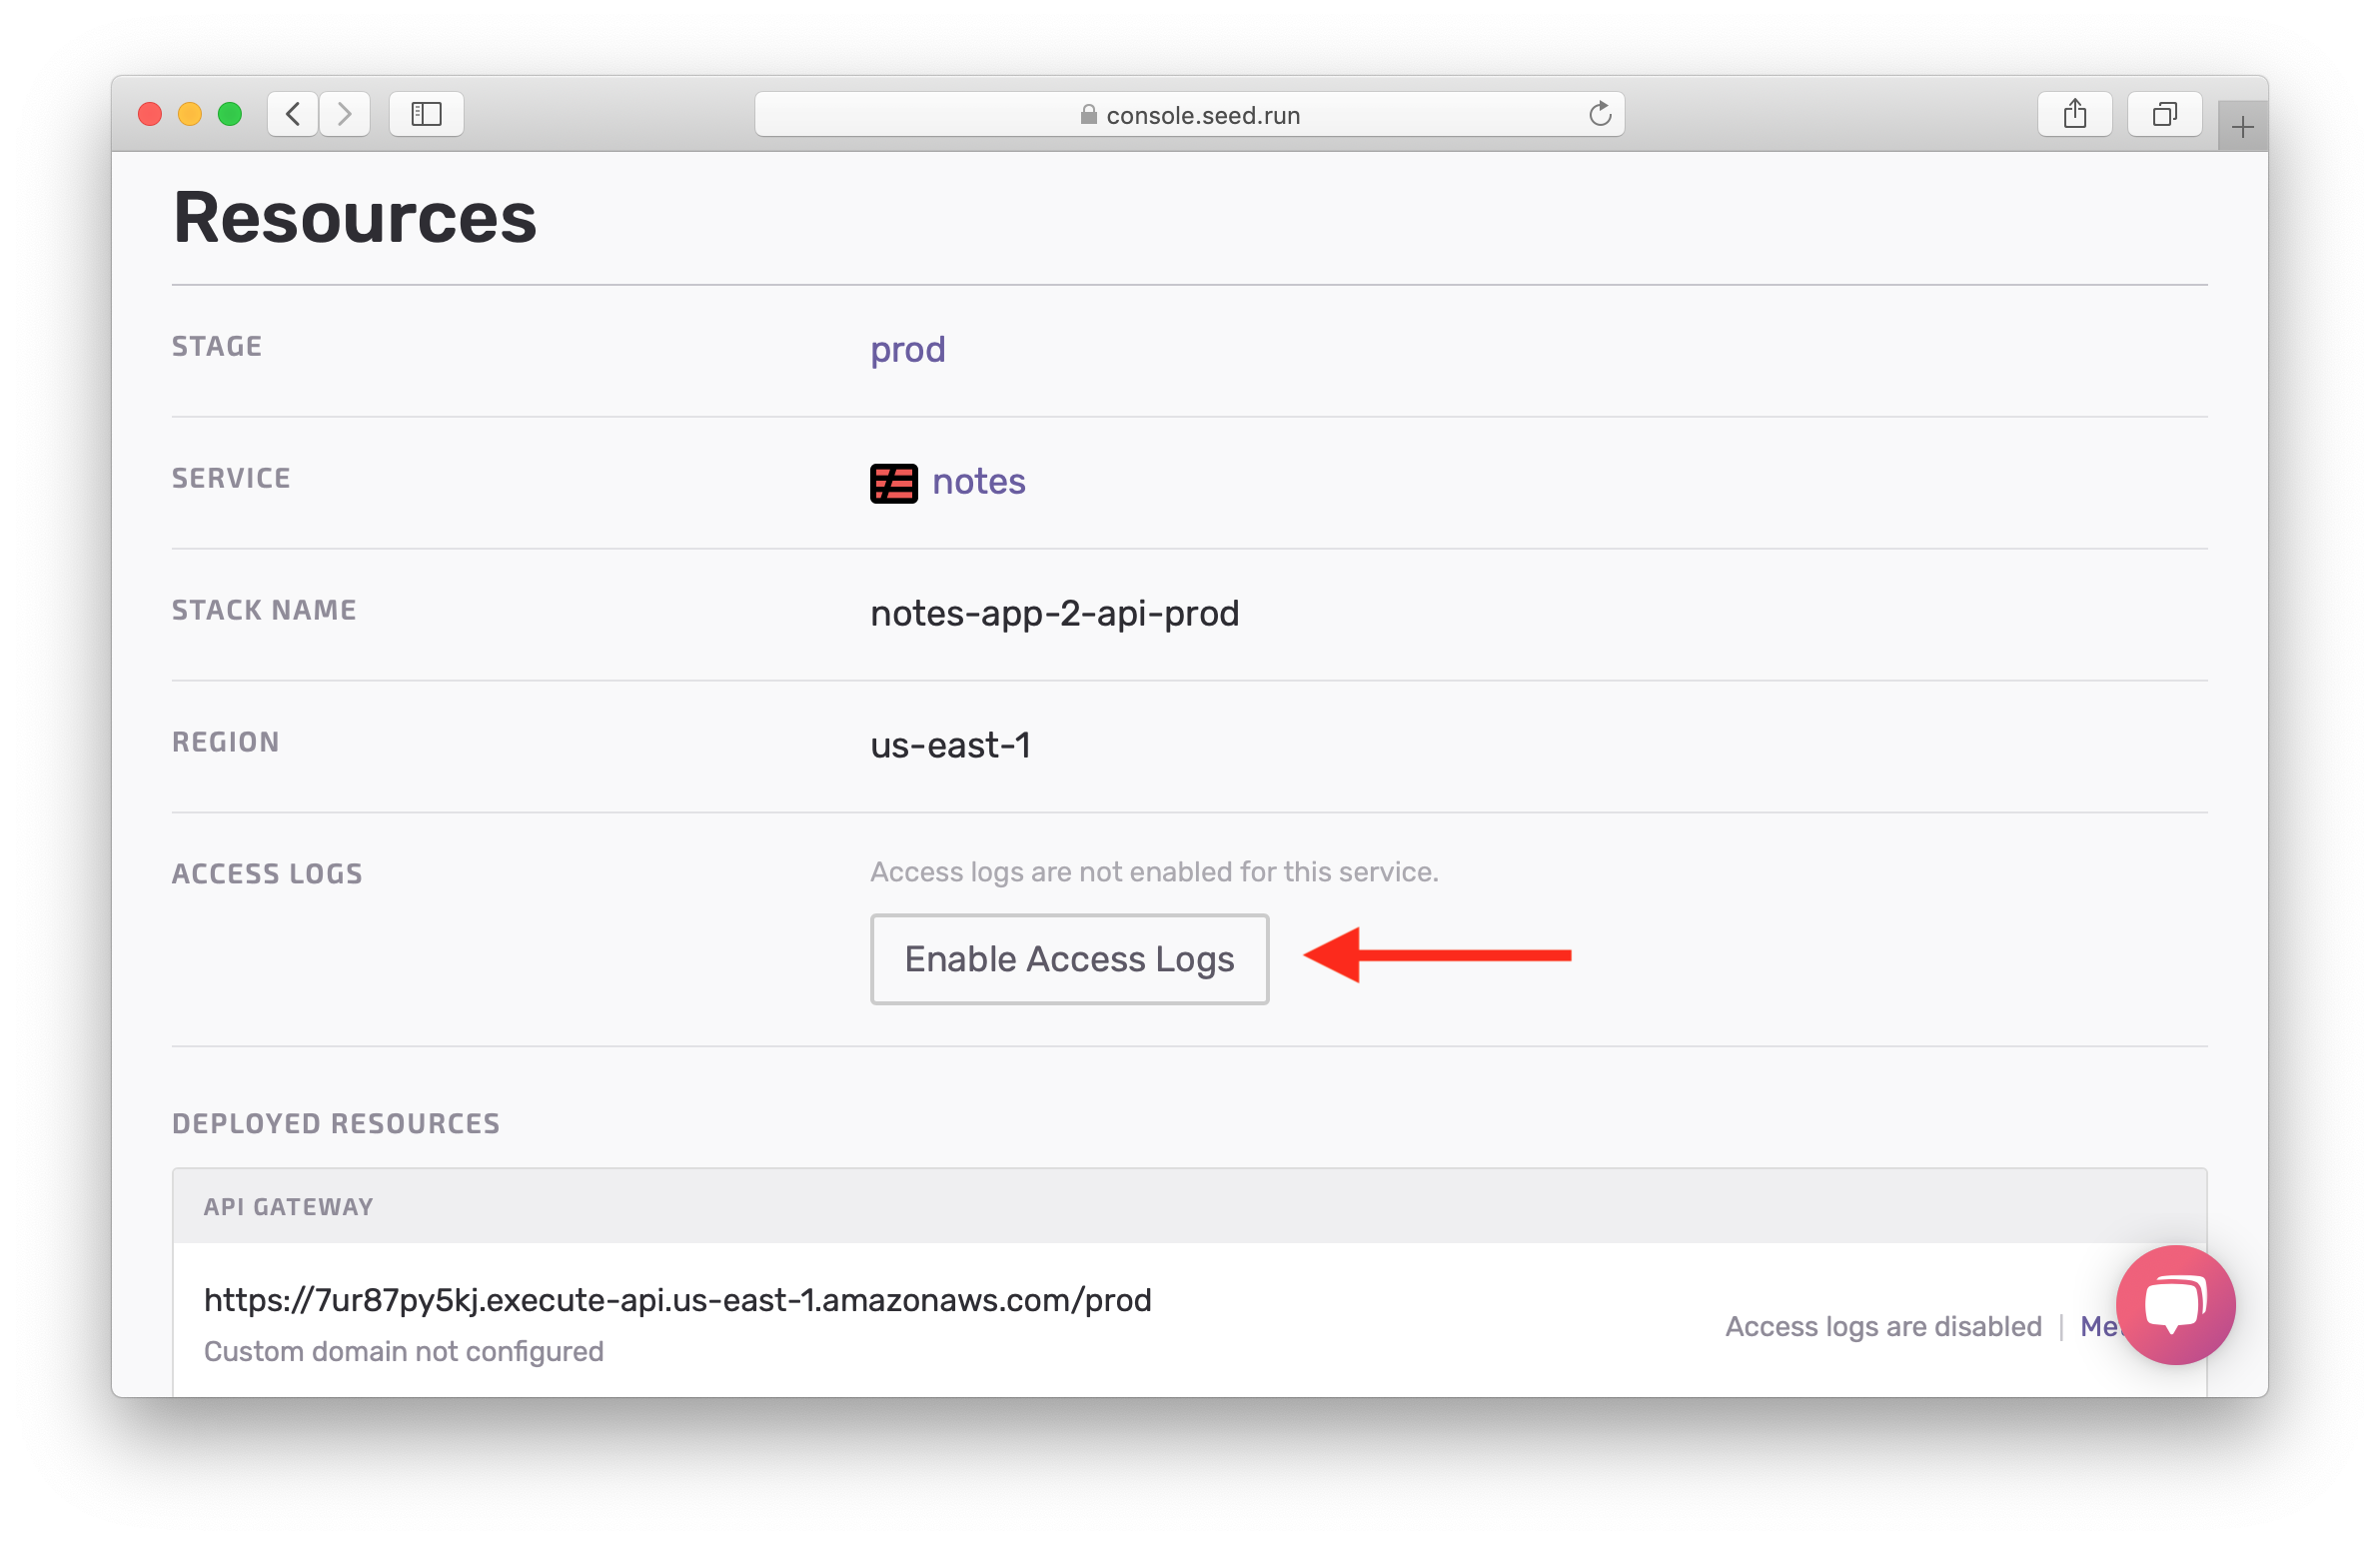 console.seed.run
Resources
STAGE
prod
SERVICE
notes
STACK NAME
notes-app-2-api-prod
REGION
us-east-1
ACCESS LOGS
Access logs are not enabled for this service.
Enable Access Logs
DEPLOYED RESOURCES
API GATEWAY
https://7ur87py5kj.execute-api.us-east-1.amazonaws.com/prod
Custom domain not configured
Access logs are disabled |